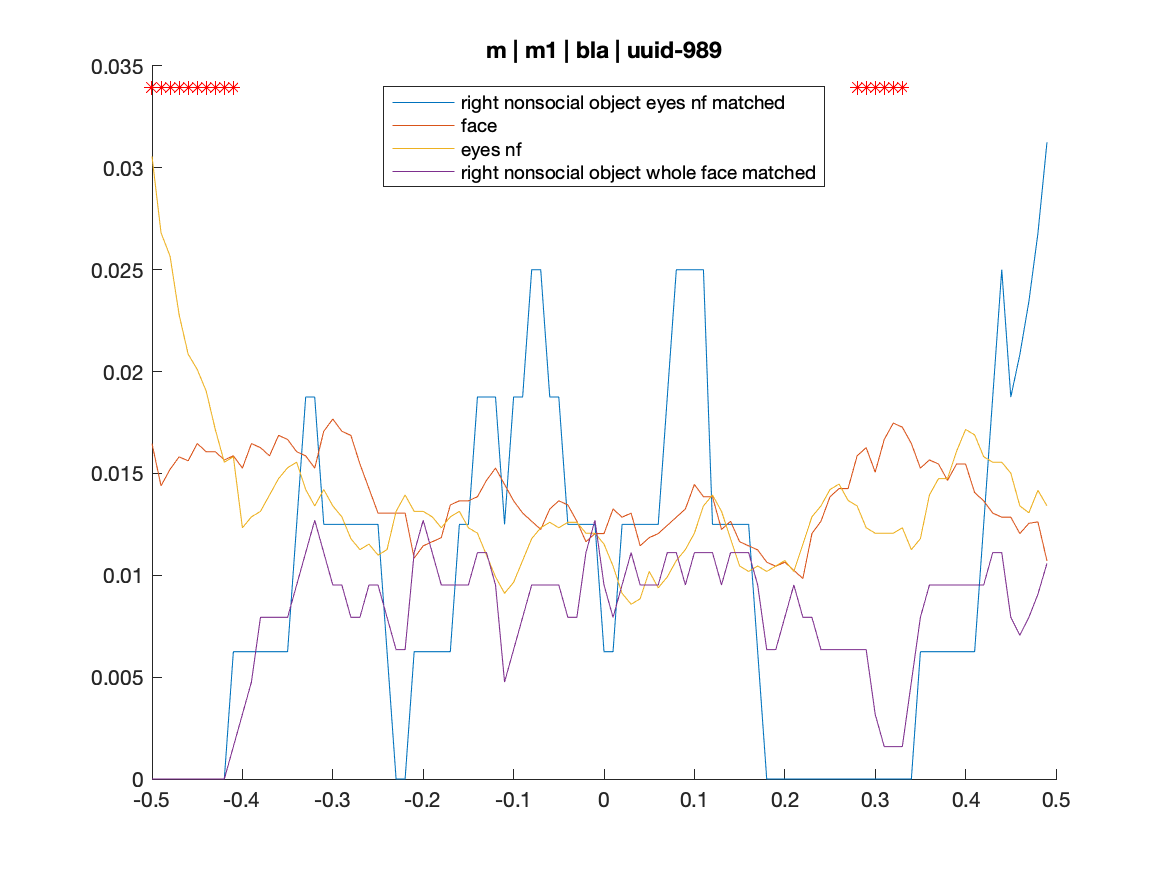 m | m1 | bla | uuid-989
0.035
0.03
0.025
0.02
0.015
0.01
0.005
0
right nonsocial object eyes nf matched
face
eyes nf
right nonsocial object whole face matched
-0.5 -0.4 -0.3 -0.2 -0.1 0 0.1 0.2 0.3 0.4 0.5